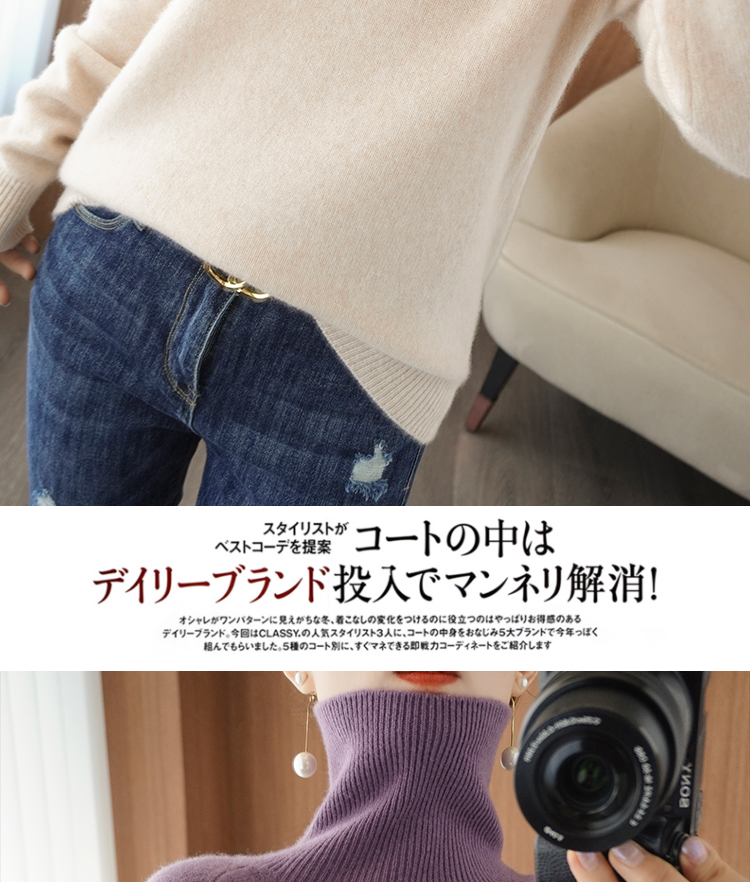 スタイリストが
ベストコーデを提案
コートの中は
デイリーブランド投入でマンネリ解消！
オシャレがワンパターンに見えがちな冬、着こなしの変化をつけるのに役立つのはやっぱりお得感のある
デイリーブランド。今回はCLASSY.の人気スタイリスト3人に、コートの中身をおなじみ5大ブランドで今年っぽく
組んでもらいました。5種のコート別に、すぐマネできる即戦力コーディネートをご紹介します
SONY